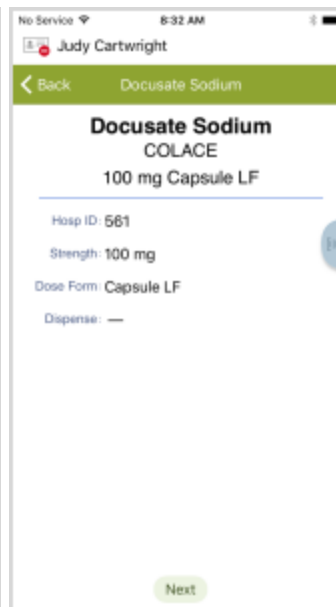 No Service 8:32 AM
Judy Cartwright
Back Docusate Sodium
Docusate Sodium
COLACE
100 mg Capsule LF
Hosp ID: 561
Strength: 100 mg
Dose Form: Capsule LF
Dispense: —
Next